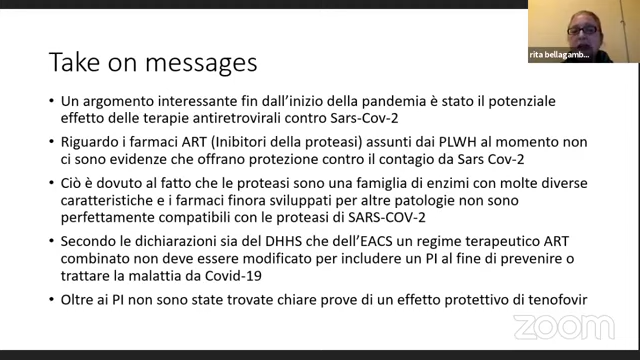 rita bellagamb...
Take on messages
• Un argomento interessante fin dall'inizio della pandemia è stato il potenziale
effetto delle terapie antiretrovirali contro Sars-Cov-2
• Riguardo i farmaci ART (Inibitori della proteasi) assunti dai PLWH al momento non
ci sono evidenze che offrano protezione contro il contagio da Sars Cov-2
• Ciò è dovuto al fatto che le proteasi sono una famiglia di enzimi con molte diverse
caratteristiche e i farmaci finora sviluppati per altre patologie non sono
perfettamente compatibili con le proteasi di SARS-COV-2
• Secondo le dichiarazioni sia del DHHS che dell'EACS un regime terapeutico ART
combinato non deve essere modificato per includere un PI al fine di prevenire o
trattare la malattia da Covid-19
• Oltre ai PI non sono state trovate chiare prove di un effetto protettivo di tenofovir
zoom